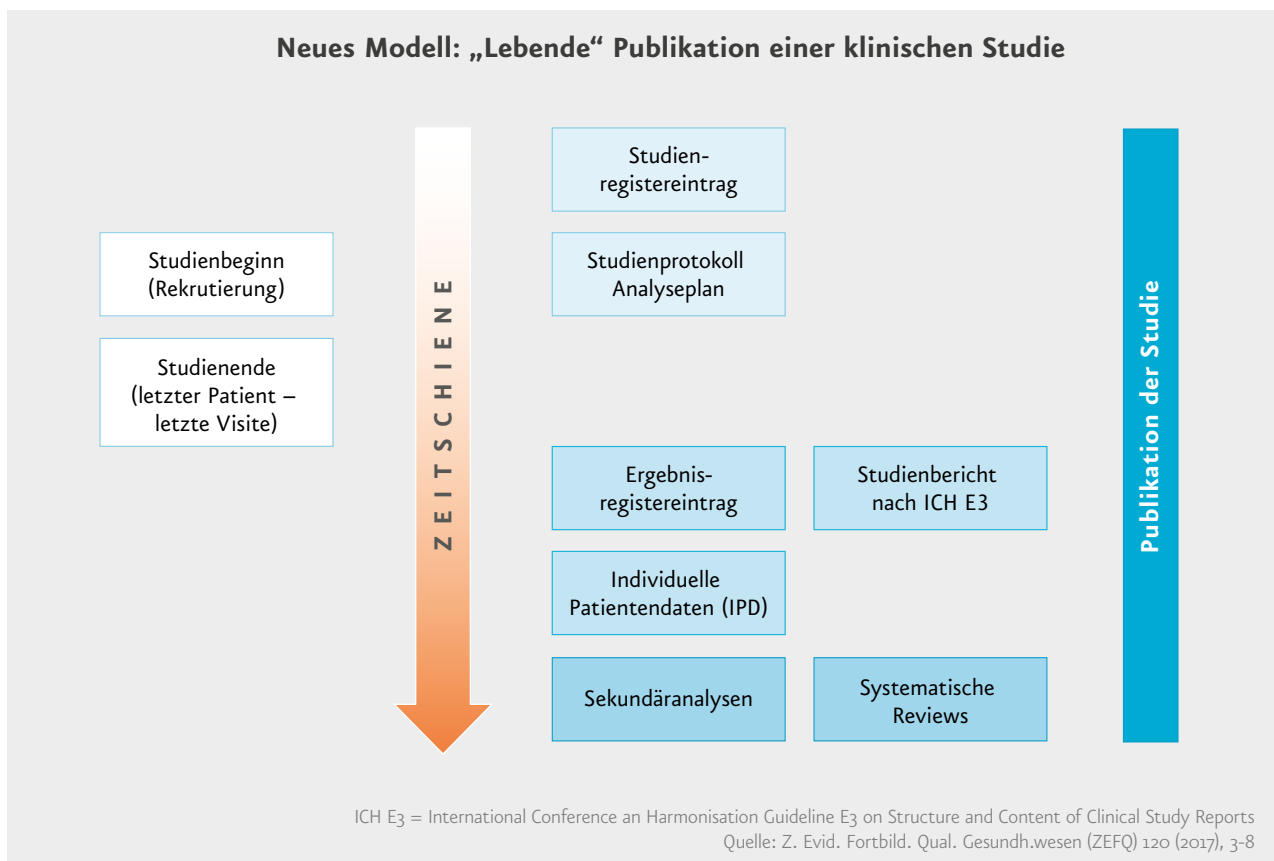 Neues Modell: „Lebende“ Publikation einer klinischen Studie
Studien-
registereintrag
Studienbeginn
(Rekrutierung)
Studienprotokoll
Analyseplan
Studienende
(letzter Patient –
letzte Visite)
ZEITSCHIENE
Ergebnis-
registereintrag
Studienbericht
nach ICH E3
Individuelle
Patientendaten (IPD)
Sekundäranalysen
Systematische
Reviews
Publikation der Studie
ICH E3 = International Conference an Harmonisation Guideline E3 on Structure and Content of Clinical Study Reports
Quelle: Z. Evid. Fortbild. Qual. Gesundh.wesen (ZEFQ) 120 (2017), 3-8